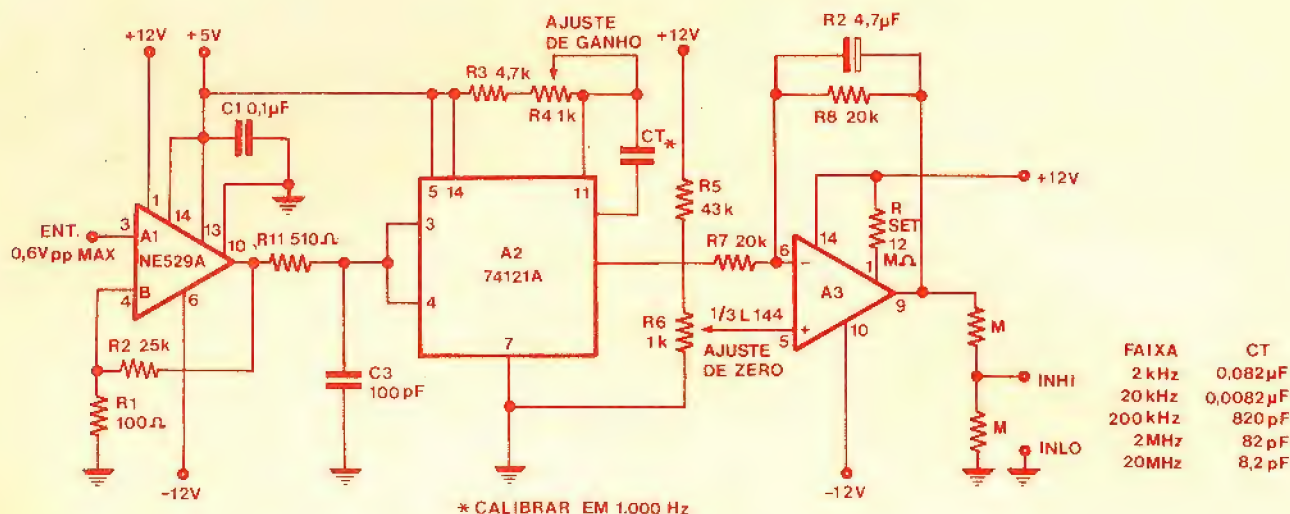 +12V
+5V
AJUSTE
DE GANHO
R3 4,7k
R4 1k
CT*
C1 0,1µF
+12V
R2 4,7µF
R8 20k
+12V
1
14
13
10
3
A1
NE529A
B
4
6
ENT.
0,6Vpp MAX
R11 510Ω
R2 25k
R1
100Ω
-12V
C3
100pF
5
14
11
3
4
A2
74121A
7
R5
43k
R7 20k
R6
1k
1/3 L144
AJUSTE
DE ZERO
6
-
14
A3
5
+
1
9
10
R
SET
12
MΩ
-12V
M
M
INHI
INLO
FAIXA CT
2kHz 0,082µF
20kHz 0,0082µF
200kHz 820pF
2MHz 82pF
20MHz 8,2pF
* CALIBRAR EM 1.000 Hz